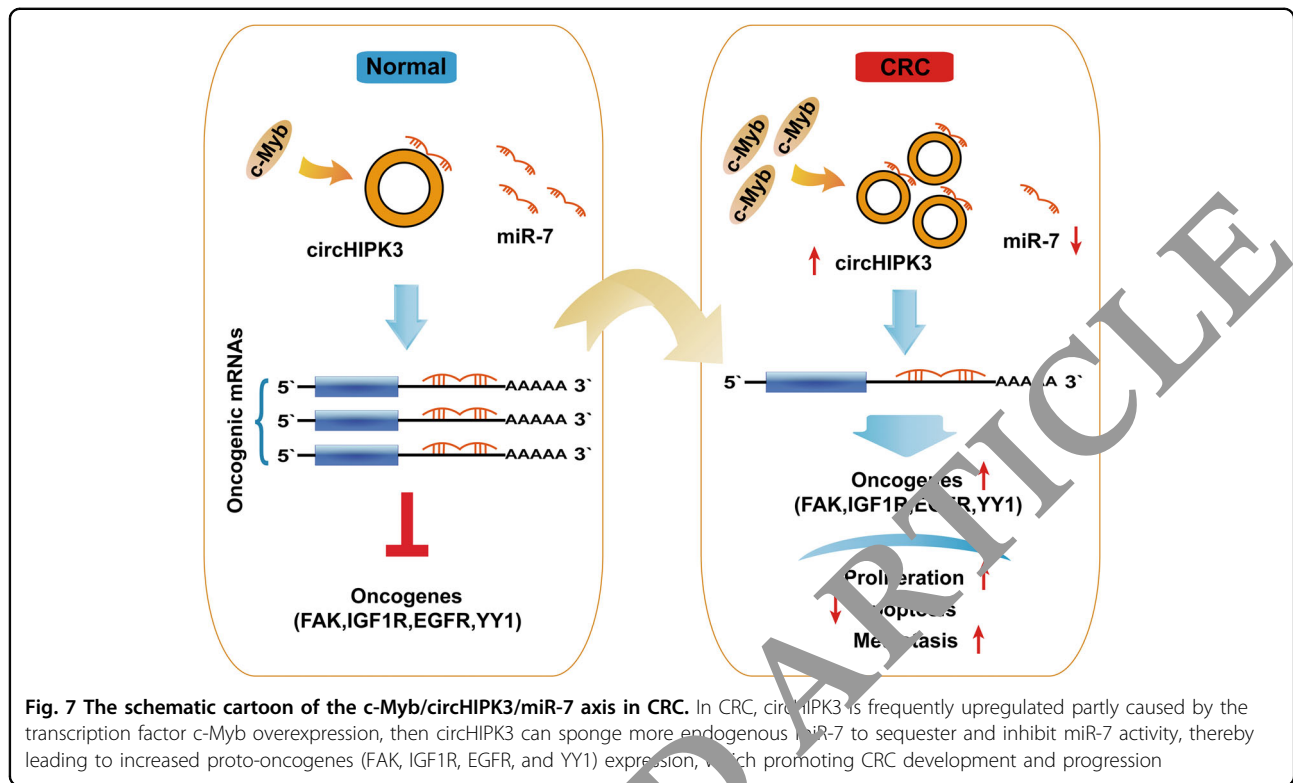 Normal
c-Myb
circHIPK3
miR-7
Oncogenic mRNAs
5` AAAAA 3`
5` AAAAA 3`
5` AAAAA 3`
Oncogenes
(FAK,IGF1R,EGFR,YY1)
CRC
c-Myb
c-Myb
c-Myb
circHIPK3
miR-7
5` AAAAA 3`
Oncogenes
(FAK,IGF1R,EGFR,YY1)
Proliferation
Apoptosis
Metastasis
D ARTICLE
Fig. 7 The schematic cartoon of the c-Myb/circHIPK3/miR-7 axis in CRC. In CRC, circHIPK3 is frequently upregulated partly caused by the
transcription factor c-Myb overexpression, then circHIPK3 can sponge more endogenous miR-7 to sequester and inhibit miR-7 activity, thereby
leading to increased proto-oncogenes (FAK, IGF1R, EGFR, and YY1) expression, which promoting CRC development and progression